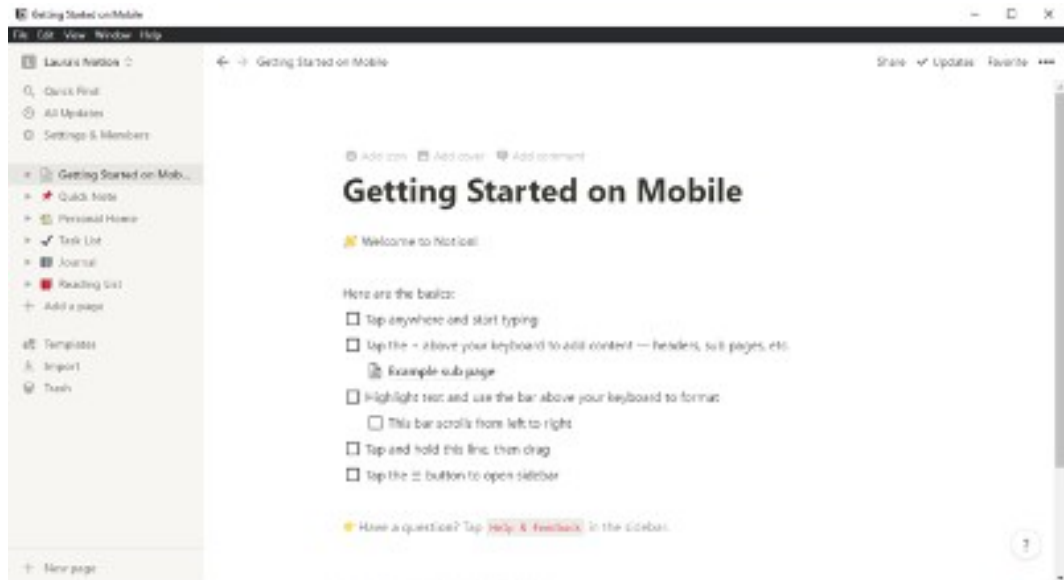 Getting Started on Mobile
File Edit View Window Help
Laura's Notion
Getting Started on Mobile
Share Updates Favorite
Quick Find
All Updates
Settings & Members
Getting Started on Mob...
Quick Note
Personal Home
Task List
Journal
Reading List
+ Add a page
Templates
Import
Trash
+ New page
Add icon Add cover Add comment
Getting Started on Mobile
Welcome to Notion!
Here are the basics:
Tap anywhere and start typing
Tap the + above your keyboard to add content — headers, sub pages, etc.
Example sub page
Highlight text and use the bar above your keyboard to format
This bar scrolls from left to right
Tap and hold this line, then drag
Tap the ☰ button to open sidebar
Have a question? Tap Help & Feedback in the sidebar.
?